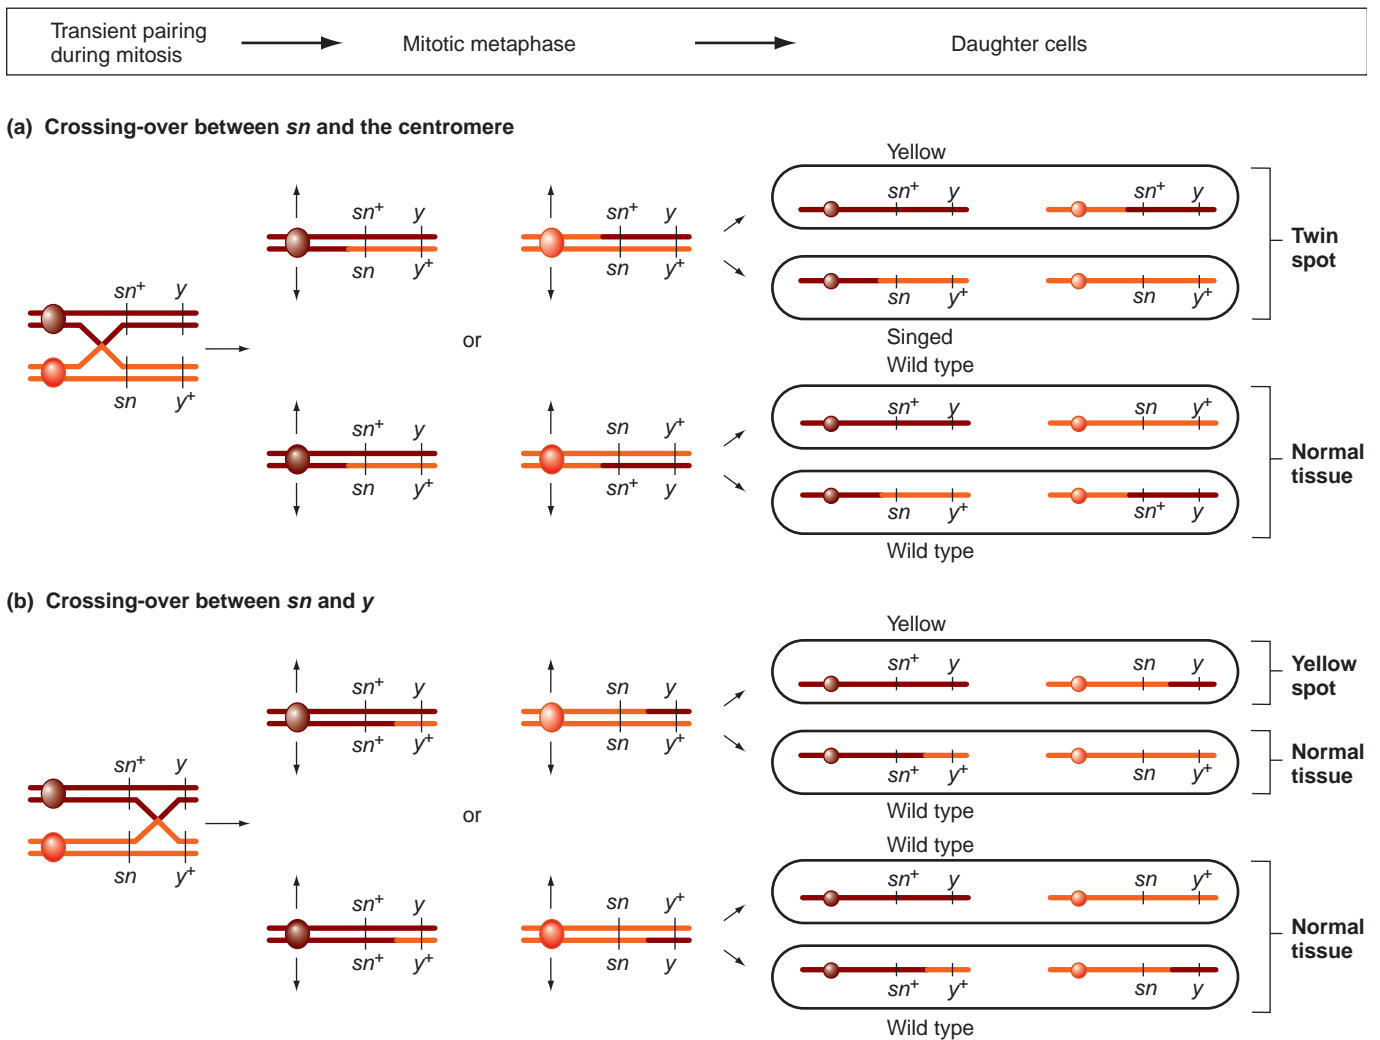 Transient pairing
during mitosis
Mitotic metaphase
Daughter cells
(a) Crossing-over between sn and the centromere
Yellow
sn⁺ y
sn⁺ y
sn⁺ y
sn⁺ y
Twin
spot
sn y⁺
sn y⁺
sn⁺ y
sn y⁺
sn y⁺
or
Singed
Wild type
sn y⁺
sn⁺ y
sn y⁺
sn⁺ y
sn y⁺
Normal
tissue
sn y⁺
sn⁺ y
sn y⁺
sn⁺ y
Wild type
(b) Crossing-over between sn and y
Yellow
sn⁺ y
sn y
sn⁺ y
sn y
Yellow
spot
sn⁺ y⁺
sn y⁺
Normal
tissue
sn⁺ y
sn⁺ y⁺
sn y⁺
or
Wild type
Wild type
sn y⁺
sn⁺ y
sn y⁺
sn⁺ y
sn y⁺
Normal
tissue
sn⁺ y⁺
sn y
sn⁺ y⁺
sn y
Wild type